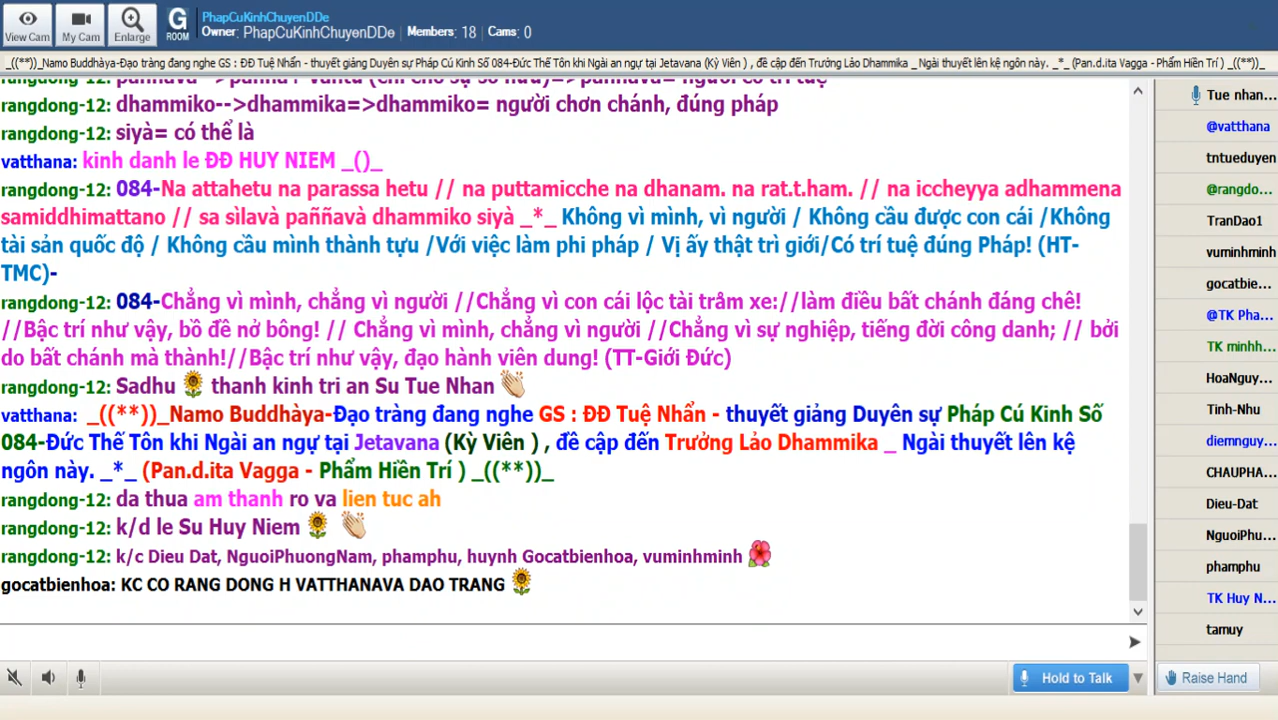 View Cam
My Cam
Enlarge
G ROOM
PhapCuKinhChuyenDDe
Owner: PhapCuKinhChuyenDDe Members: 18 Cams: 0
_((**))_Namo Buddhàya-Đạo tràng đang nghe GS : ĐĐ Tuệ Nhẩn - thuyết giảng Duyên sự Pháp Cú Kinh Số 084-Đức Thế Tôn khi Ngài an ngự tại Jetavana (Kỳ Viên ) , đề cập đến Trưởng Lảo Dhammika _ Ngài thuyết lên kệ ngôn này. _*_ (Pan.d.ita Vagga - Phẩm Hiền Trí ) _((**))_
rangdong-12: dhammiko-->dhammika=>dhammiko= người chơn chánh, đúng pháp
rangdong-12: siyà= có thể là
vatthana: kinh danh le ĐĐ HUY NIEM _()_
rangdong-12: 084-Na attahetu na parassa hetu // na puttamicche na dhanam. na rat.t.ham. // na iccheyya adhammena
samiddhimattano // sa sìlavà paññavà dhammiko siyà _*_ Không vì mình, vì người / Không cầu được con cái /Không
tài sản quốc độ / Không cầu mình thành tựu /Với việc làm phi pháp / Vị ấy thật trì giới/Có trí tuệ đúng Pháp! (HT-
TMC)-
rangdong-12: 084-Chẳng vì mình, chẳng vì người //Chẳng vì con cái lộc tài trăm xe://làm điều bất chánh đáng chê!
//Bậc trí như vậy, bồ đề nở bông! // Chẳng vì mình, chẳng vì người //Chẳng vì sự nghiệp, tiếng đời công danh; // bởi
do bất chánh mà thành!//Bậc trí như vậy, đạo hành viên dung! (TT-Giới Đức)
rangdong-12: Sadhu thanh kinh tri an Su Tue Nhan
vatthana: _((**))_Namo Buddhàya-Đạo tràng đang nghe GS : ĐĐ Tuệ Nhẩn - thuyết giảng Duyên sự Pháp Cú Kinh Số
084-Đức Thế Tôn khi Ngài an ngự tại Jetavana (Kỳ Viên ) , đề cập đến Trưởng Lảo Dhammika _ Ngài thuyết lên kệ
ngôn này. _*_ (Pan.d.ita Vagga - Phẩm Hiền Trí ) _((**))_
rangdong-12: da thua am thanh ro va lien tuc ah
rangdong-12: k/d le Su Huy Niem
rangdong-12: k/c Dieu Dat, NguoiPhuongNam, phamphu, huynh Gocatbienhoa, vuminhminh
gocatbienhoa: KC CO RANG DONG H VATTHANAVA DAO TRANG
Hold to Talk
Tue nhan...
@vatthana
tntueduyen
@rangdo...
TranDao1
vuminhminh
gocatbie...
@TK Pha...
TK minhh...
HoaNguy...
Tinh-Nhu
diemnguy...
CHAUPHA...
Dieu-Dat
NguoiPhu...
phamphu
TK Huy N...
tamuy
Raise Hand